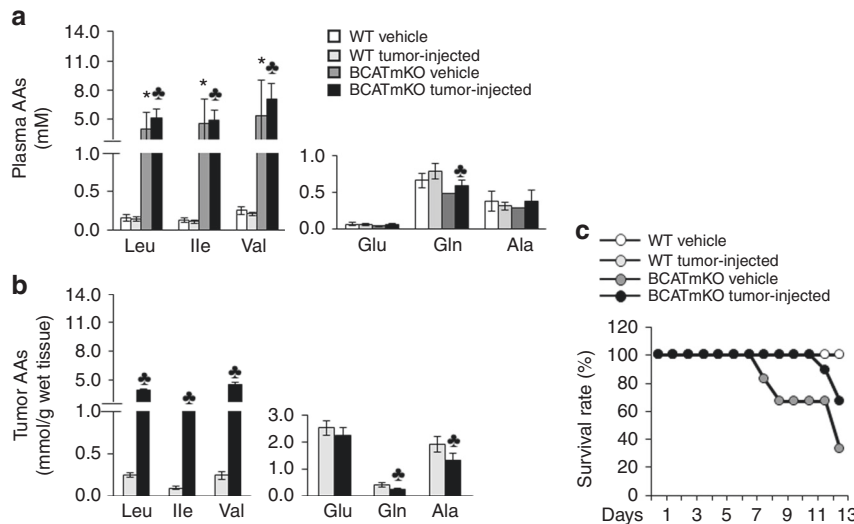 a
WT vehicle
WT tumor-injected
BCATmKO vehicle
BCATmKO tumor-injected
Plasma AAs
(mM)
14.0
11.0
8.0
5.0
1.0
0.5
0.0
* ♣ * ♣ * ♣
Leu Ile Val
1.0
0.5
0.0
♣
Glu Gln Ala
b
Tumor AAs
(mmol/g wet tissue)
14.0
11.0
8.0
5.0
1.0
0.5
0.0
♣ ♣ ♣
Leu Ile Val
3.0
2.0
1.0
0.0
♣ ♣
Glu Gln Ala
c
WT vehicle
WT tumor-injected
BCATmKO vehicle
BCATmKO tumor-injected
Survival rate (%)
120
100
80
60
40
20
0
Days 1 3 5 7 9 11 13